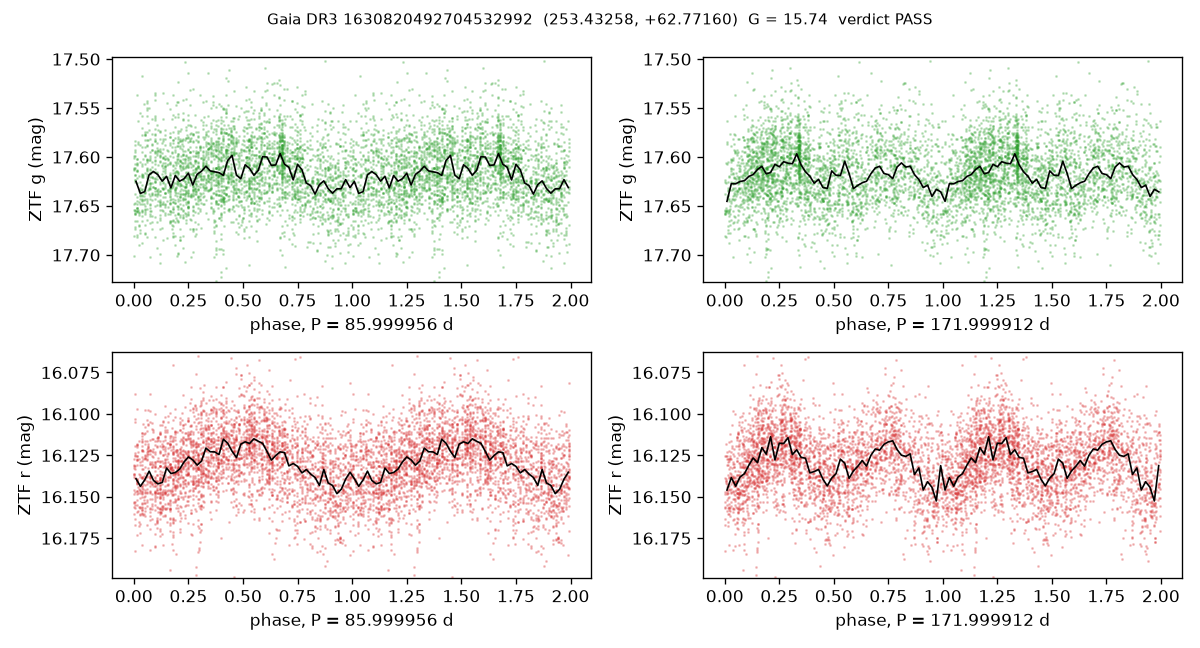 Gaia DR3 1630820492704532992 (253.43258, +62.77160) G = 15.74 verdict PASS
17.50
17.55
17.60
17.65
17.70
ZTF g (mag)
0.00 0.25 0.50 0.75 1.00 1.25 1.50 1.75 2.00
phase, P = 85.999956 d
17.50
17.55
17.60
17.65
17.70
ZTF g (mag)
0.00 0.25 0.50 0.75 1.00 1.25 1.50 1.75 2.00
phase, P = 171.999912 d
16.075
16.100
16.125
16.150
16.175
ZTF r (mag)
0.00 0.25 0.50 0.75 1.00 1.25 1.50 1.75 2.00
phase, P = 85.999956 d
16.075
16.100
16.125
16.150
16.175
ZTF r (mag)
0.00 0.25 0.50 0.75 1.00 1.25 1.50 1.75 2.00
phase, P = 171.999912 d